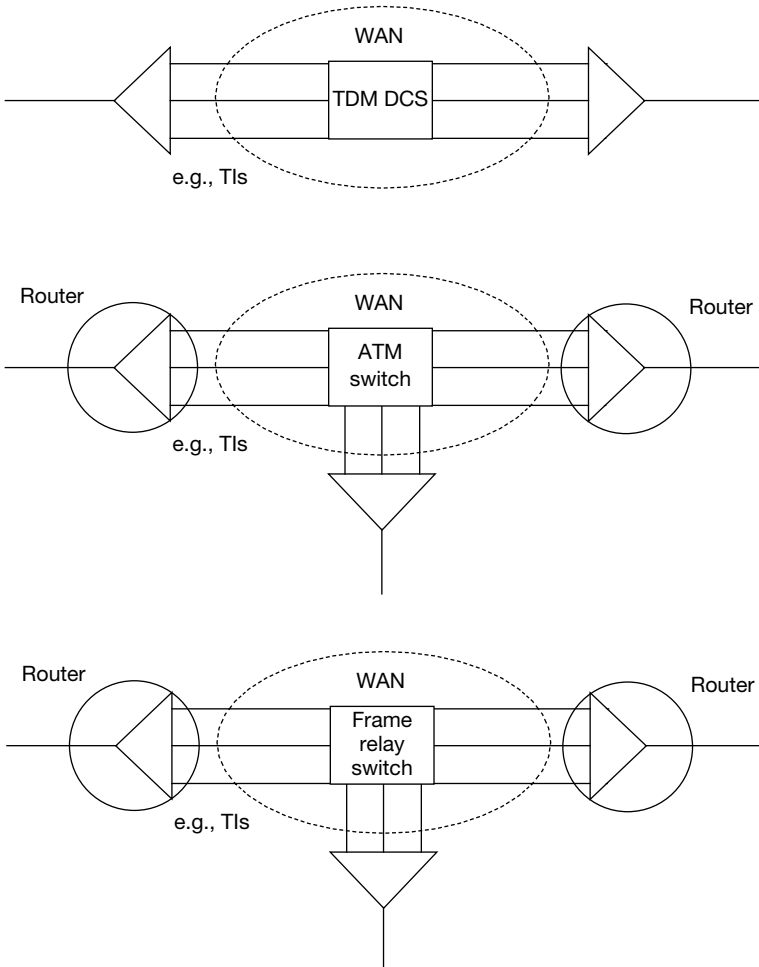 WAN
TDM DCS
e.g., TIs
Router
WAN
Router
ATM
switch
e.g., TIs
Router
WAN
Router
Frame
relay
switch
e.g., TIs